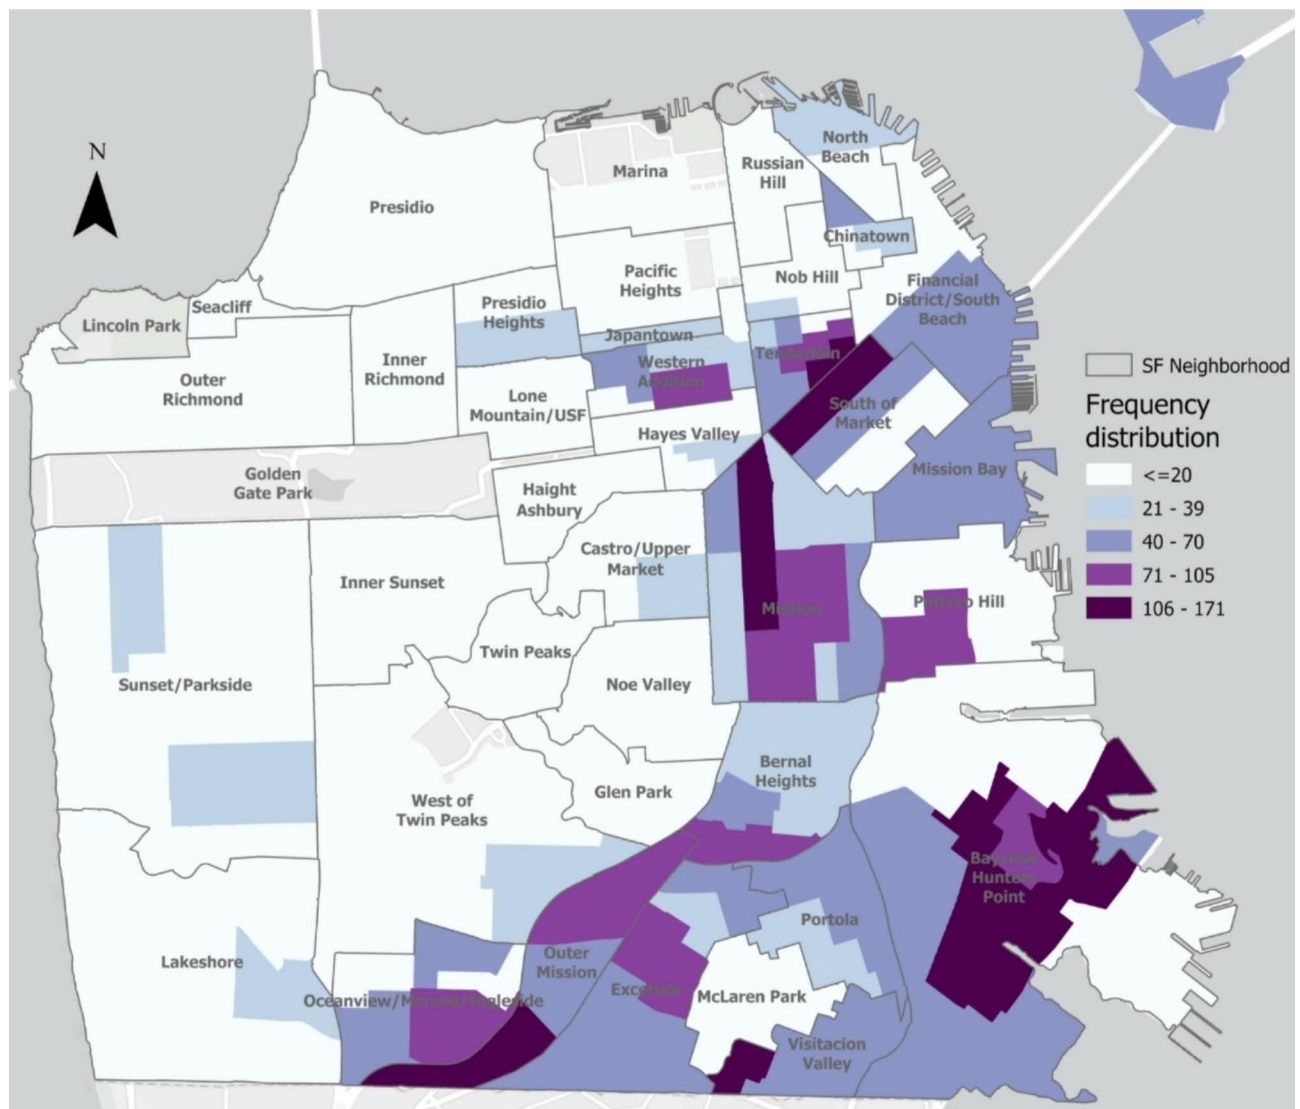 N
North
Beach
Russian
Hill
Marina
Presidio
Chinatown
Nob Hill
Pacific
Heights
Financial
District/South
Beach
Seacliff
Lincoln Park
Presidio
Heights
Japantown
Tenderloin
Western
Addition
Inner
Richmond
Outer
Richmond
Lone
Mountain/USF
South of
Market
Hayes Valley
Mission Bay
Golden
Gate Park
Haight
Ashbury
Castro/Upper
Market
Inner Sunset
Mission
Potrero Hill
Twin Peaks
Sunset/Parkside
Noe Valley
Bernal
Heights
Glen Park
West of
Twin Peaks
Bayview
Hunters
Point
Portola
Lakeshore
Outer
Mission
Oceanview/Merced/Ingleside
Excelsior
McLaren Park
Visitacion
Valley
SF Neighborhood
Frequency
distribution
<=20
21 - 39
40 - 70
71 - 105
106 - 171